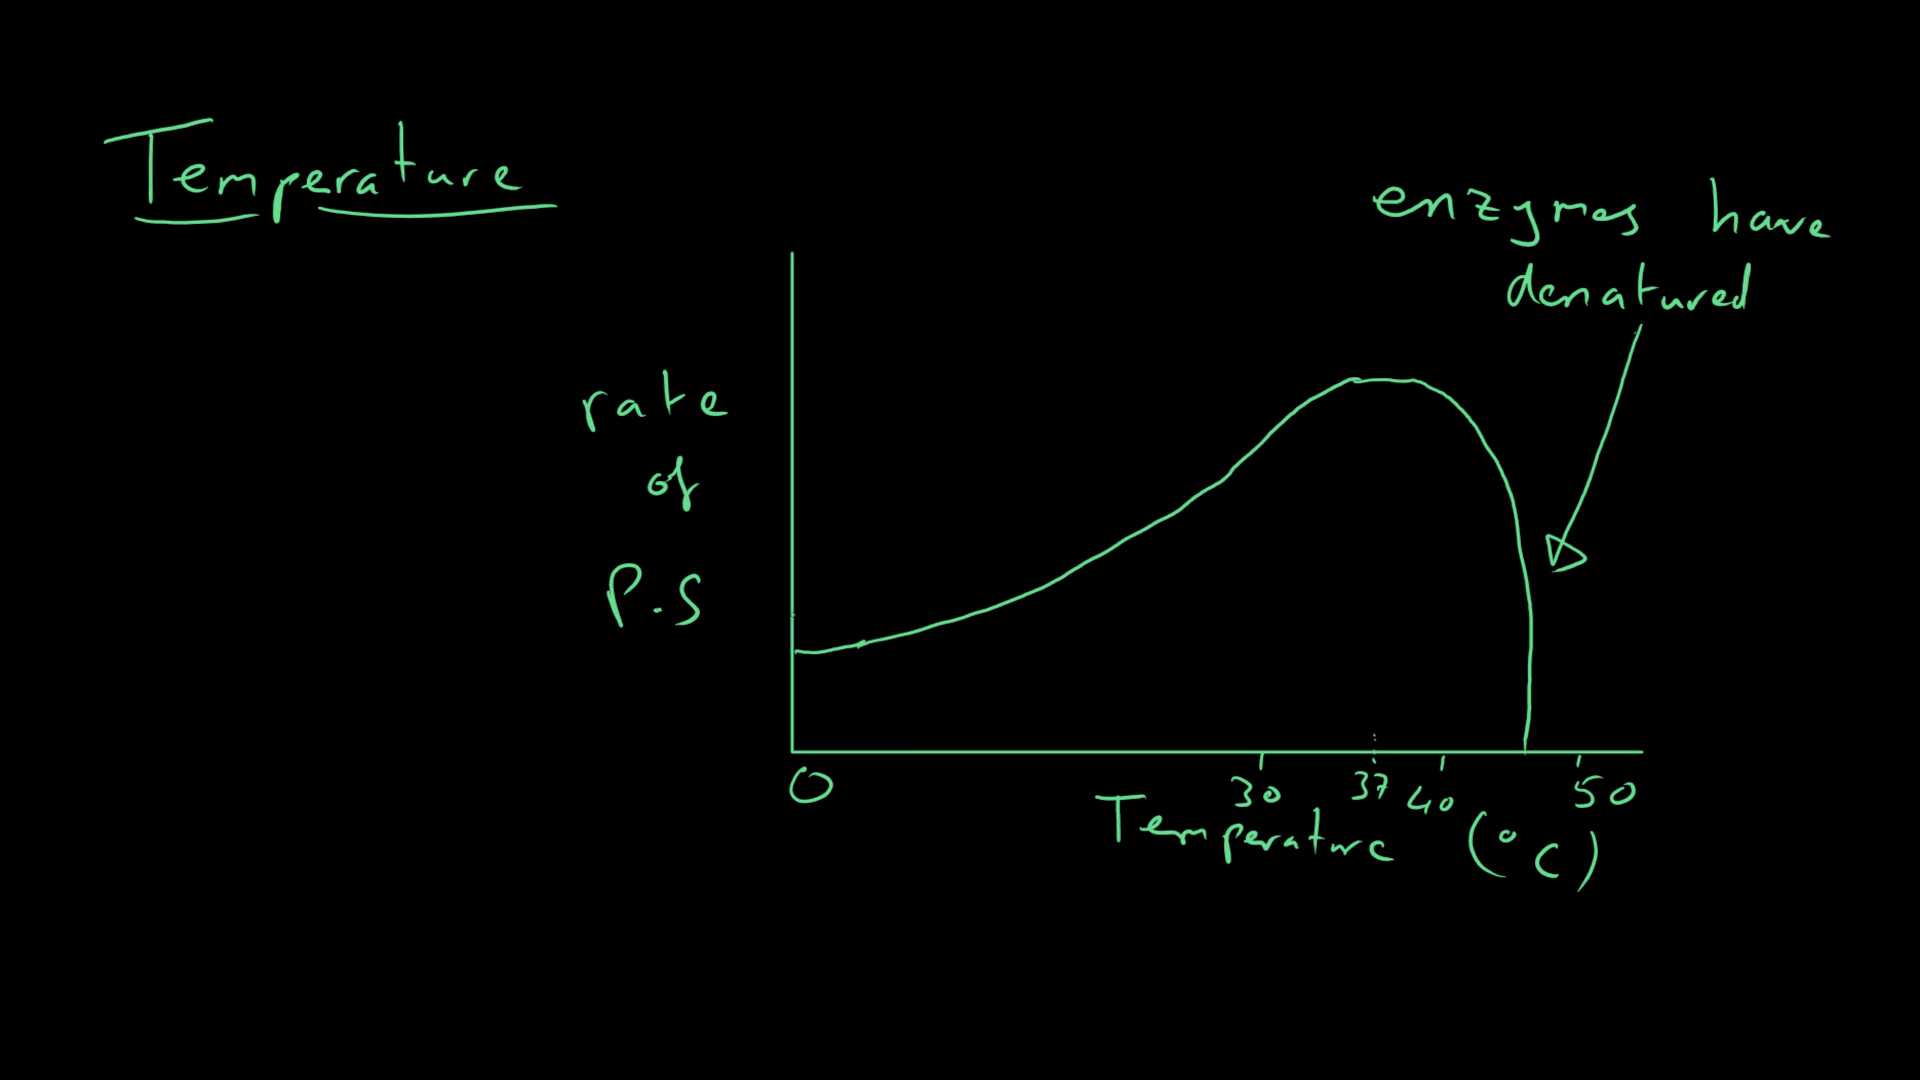 Temperature
enzymes have
denatured
rate
of
P.S
0 30 37 40 50
Temperature (°C)